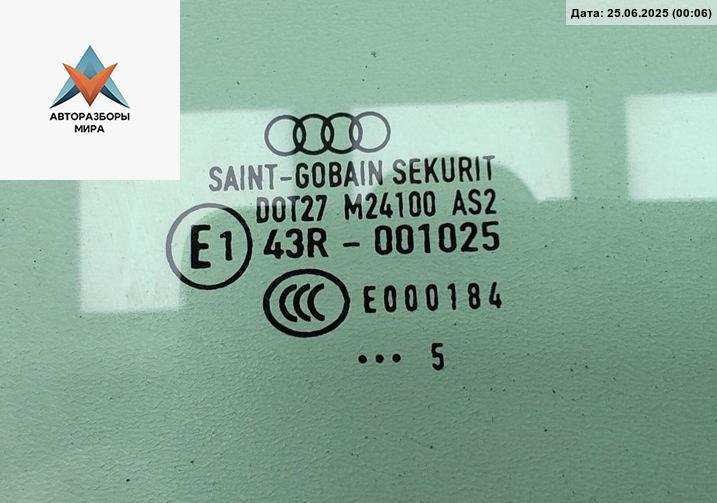 Дата: 25.06.2025 (00:06)
АВТОРАЗБОРЫ
МИРА
SAINT-GOBAIN SEKURIT
DOT27 M24100 AS2
E1 43R - 001025
CCC E000184
••• 5